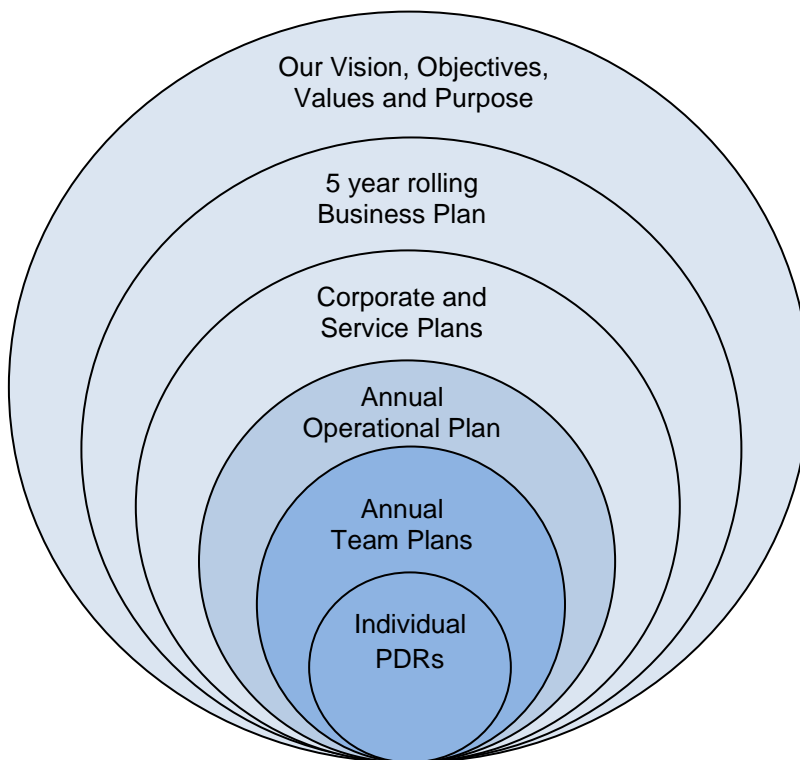 Our Vision, Objectives,
Values and Purpose
5 year rolling
Business Plan
Corporate and
Service Plans
Annual
Operational Plan
Annual
Team Plans
Individual
PDRs